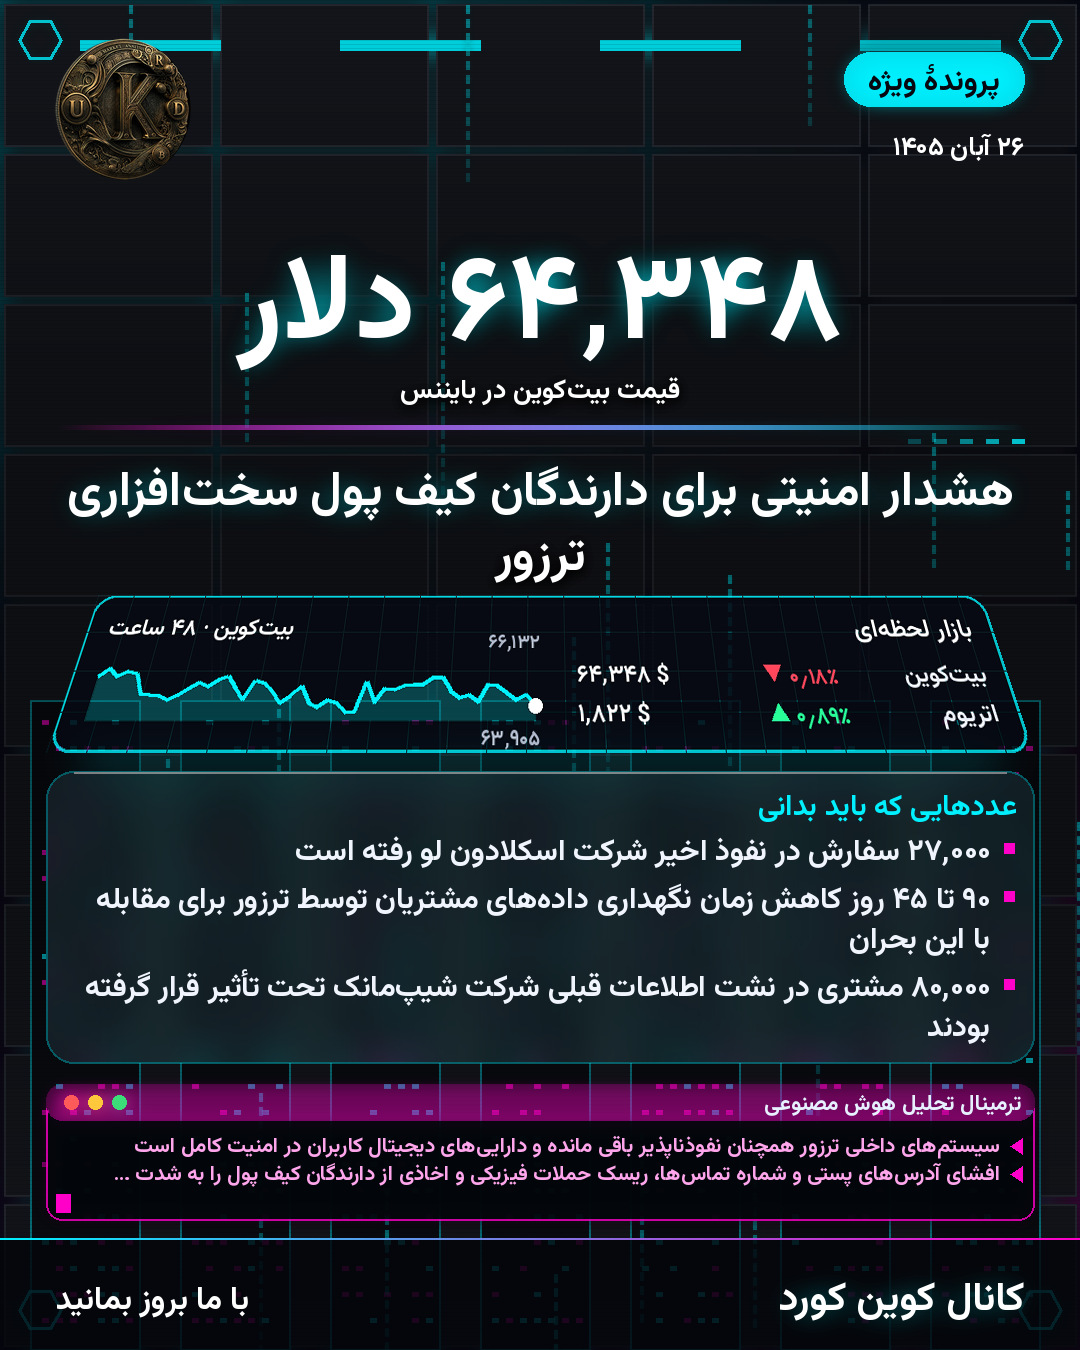 پروندهٔ ویژه
۲۶ آبان ۱۴۰۵
K
U
R
D
۶۴,۳۴۸ دلار
قیمت بیت‌کوین در بایننس
هشدار امنیتی برای دارندگان کیف پول سخت‌افزاری
ترزور
بازار لحظه‌ای
بیت‌کوین ▼ ۰٫۱۸٪ ۶۴,۳۴۸ $
اتریوم ▲ ۰٫۸۹٪ ۱,۸۲۲ $
بیت‌کوین · ۴۸ ساعت
۶۶,۱۳۲
۶۳,۹۰۵
عددهایی که باید بدانی
۲۷,۰۰۰ سفارش در نفوذ اخیر شرکت اسکلادون لو رفته است
۹۰ تا ۴۵ روز کاهش زمان نگهداری داده‌های مشتریان توسط ترزور برای مقابله
با این بحران
۸۰,۰۰۰ مشتری در نشت اطلاعات قبلی شرکت شیپ‌مانک تحت تأثیر قرار گرفته
بودند
ترمینال تحلیل هوش مصنوعی
سیستم‌های داخلی ترزور همچنان نفوذناپذیر باقی مانده و دارایی‌های دیجیتال کاربران در امنیت کامل است
افشای آدرس‌های پستی و شماره تماس‌ها، ریسک حملات فیزیکی و اخاذی از دارندگان کیف پول را به شدت ...
کانال کوین کورد
با ما بروز بمانید